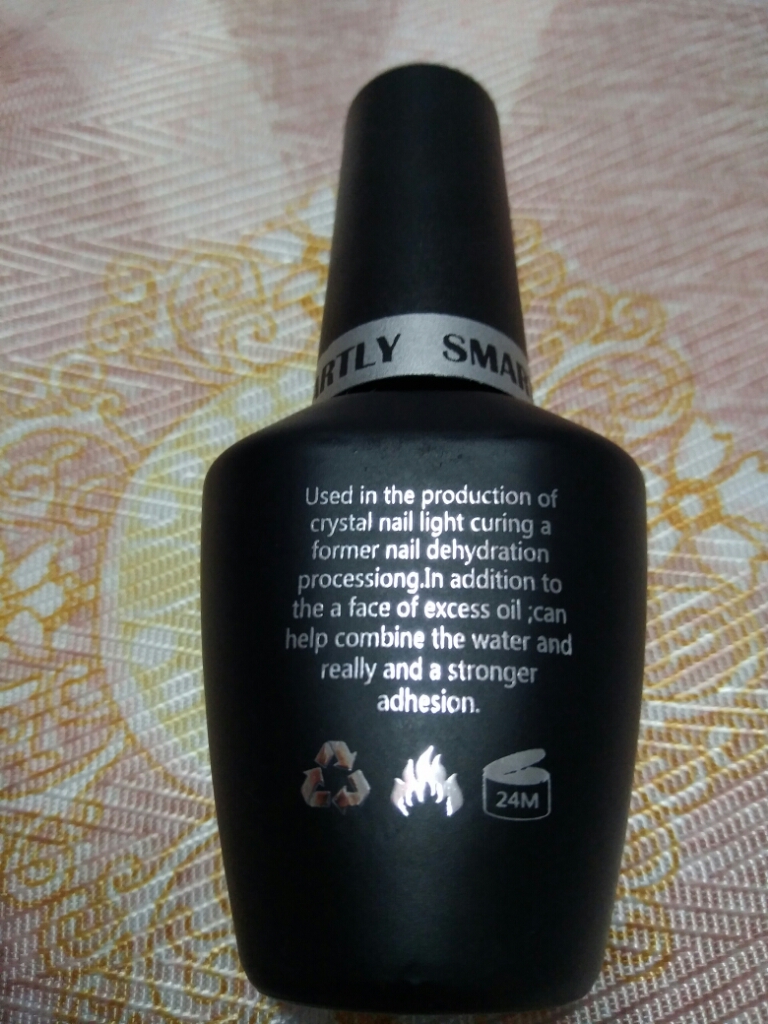 SMAR
Used in the production of
crystal nail light curing a
former nail dehydration
processiong.In addition to
the a face of excess oil ;can
help combine the water and
really and a stronger
adhesion.
24M